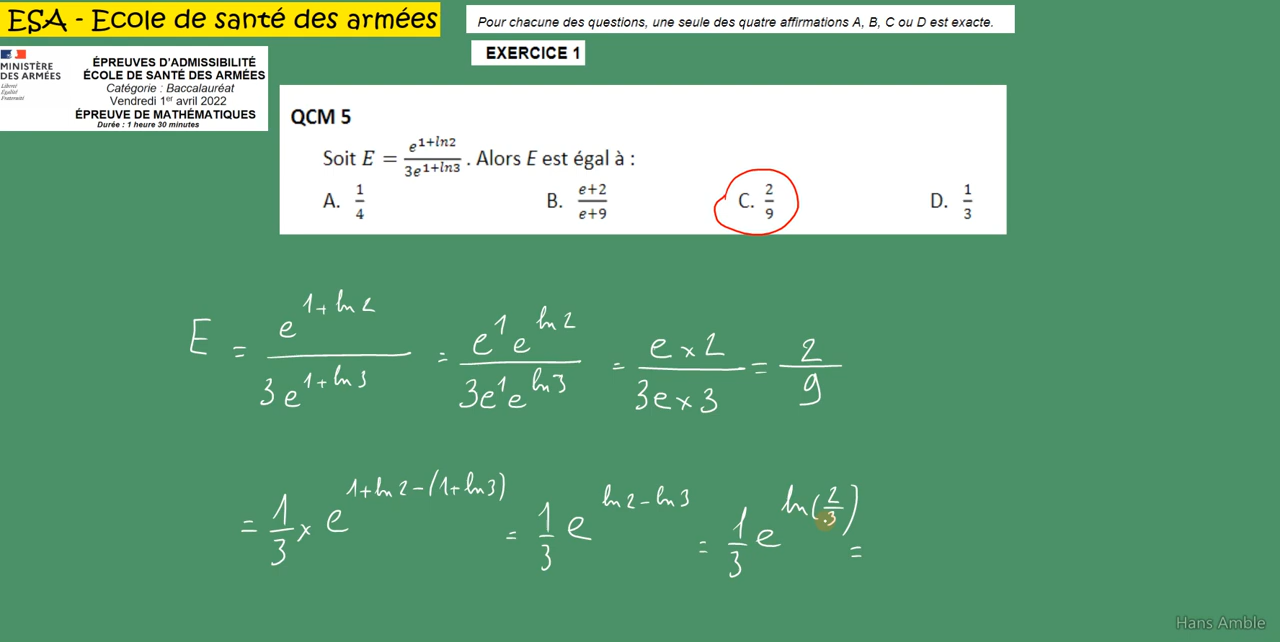 ESA - Ecole de santé des armées
Pour chacune des questions, une seule des quatre affirmations A, B, C ou D est exacte.
EXERCICE 1
MINISTÈRE
DES ARMÉES
Liberté
Égalité
Fraternité
ÉPREUVES D'ADMISSIBILITÉ
ÉCOLE DE SANTÉ DES ARMÉES
Catégorie : Baccalauréat
Vendredi 1er avril 2022
ÉPREUVE DE MATHÉMATIQUES
Durée : 1 heure 30 minutes
QCM 5
Soit E = e^{1+ln2} / 3e^{1+ln3} . Alors E est égal à :
A. 1/4 B. e+2/e+9 C. 2/9 D. 1/3
E = e^{1+ln2} / 3e^{1+ln3} = e^1 e^{ln2} / 3e^1 e^{ln3} = e×2 / 3e×3 = 2/9
= 1/3 × e^{1+ln2-(1+ln3)} = 1/3 e^{ln2-ln3} = 1/3 e^{ln(2/3)} =
Hans Amble